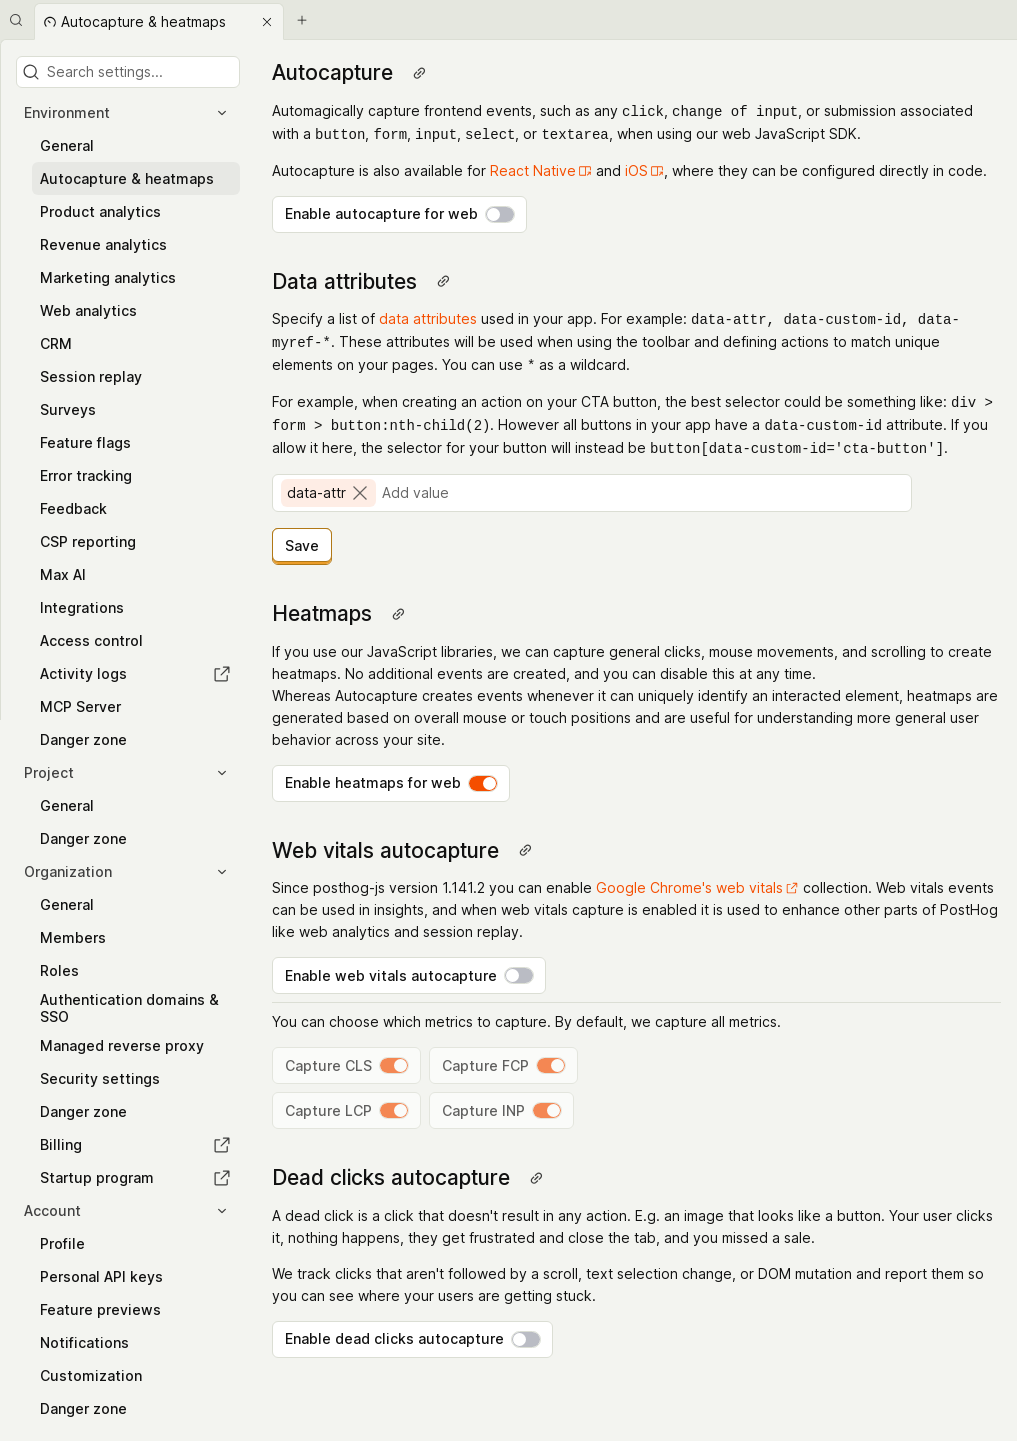 Autocapture & heatmaps
Search settings...
Environment
General
Autocapture & heatmaps
Product analytics
Revenue analytics
Marketing analytics
Web analytics
CRM
Session replay
Surveys
Feature flags
Error tracking
Feedback
CSP reporting
Max AI
Integrations
Access control
Activity logs
MCP Server
Danger zone
Project
General
Danger zone
Organization
General
Members
Roles
Authentication domains &
SSO
Managed reverse proxy
Security settings
Danger zone
Billing
Startup program
Account
Profile
Personal API keys
Feature previews
Notifications
Customization
Danger zone
Autocapture
Automagically capture frontend events, such as any click, change of input, or submission associated
with a button, form, input, select, or textarea, when using our web JavaScript SDK.
Autocapture is also available for React Native and iOS, where they can be configured directly in code.
Enable autocapture for web
Data attributes
Specify a list of data attributes used in your app. For example: data-attr, data-custom-id, data-
myref-*. These attributes will be used when using the toolbar and defining actions to match unique
elements on your pages. You can use * as a wildcard.
For example, when creating an action on your CTA button, the best selector could be something like: div >
form > button:nth-child(2). However all buttons in your app have a data-custom-id attribute. If you
allow it here, the selector for your button will instead be button[data-custom-id='cta-button'].
data-attr Add value
Save
Heatmaps
If you use our JavaScript libraries, we can capture general clicks, mouse movements, and scrolling to create
heatmaps. No additional events are created, and you can disable this at any time.
Whereas Autocapture creates events whenever it can uniquely identify an interacted element, heatmaps are
generated based on overall mouse or touch positions and are useful for understanding more general user
behavior across your site.
Enable heatmaps for web
Web vitals autocapture
Since posthog-js version 1.141.2 you can enable Google Chrome's web vitals collection. Web vitals events
can be used in insights, and when web vitals capture is enabled it is used to enhance other parts of PostHog
like web analytics and session replay.
Enable web vitals autocapture
You can choose which metrics to capture. By default, we capture all metrics.
Capture CLS Capture FCP
Capture LCP Capture INP
Dead clicks autocapture
A dead click is a click that doesn't result in any action. E.g. an image that looks like a button. Your user clicks
it, nothing happens, they get frustrated and close the tab, and you missed a sale.
We track clicks that aren't followed by a scroll, text selection change, or DOM mutation and report them so
you can see where your users are getting stuck.
Enable dead clicks autocapture